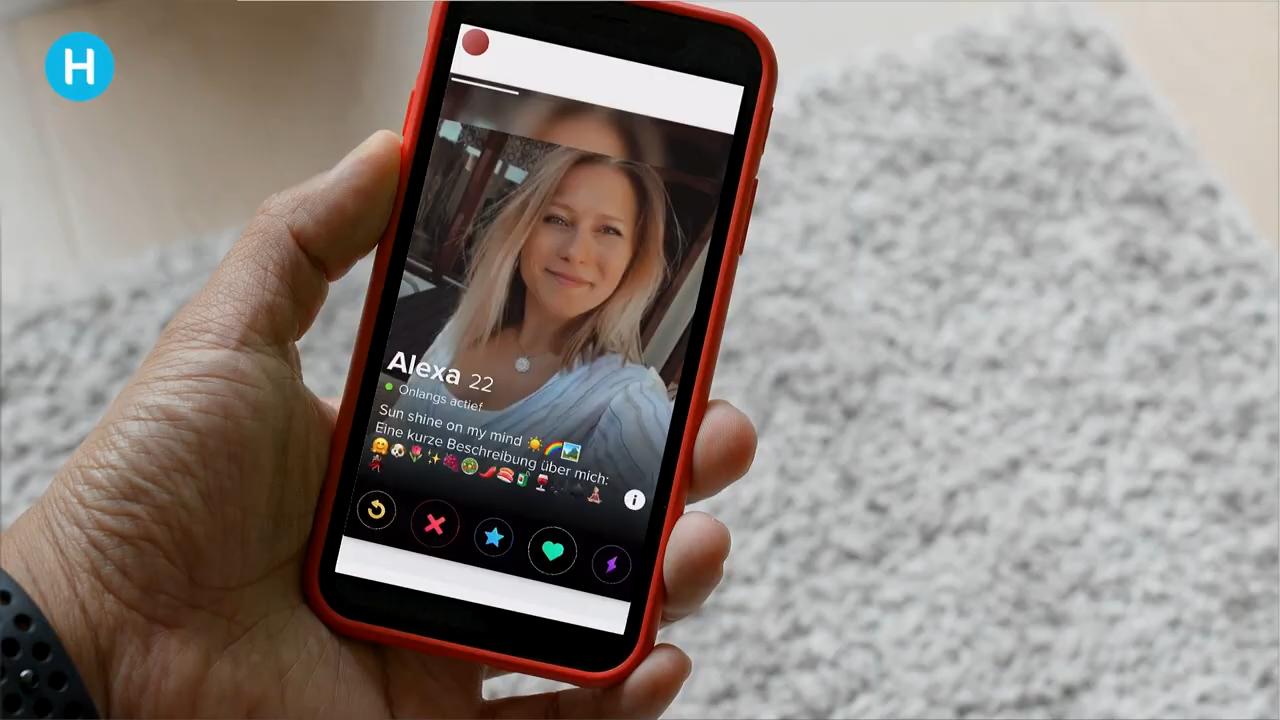 H
Alexa 22
Onlangs actief
Sun shine on my mind ☀️🌈🏞️
Eine kurze Beschreibung über mich:
i